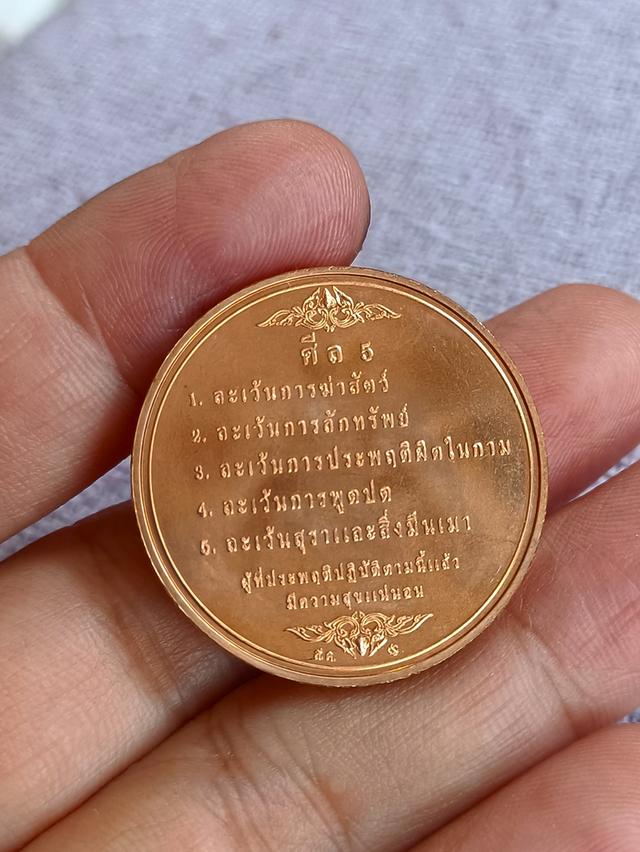 ศีล 5
1. ละเว้นการฆ่าสัตว์
2. ละเว้นการลักทรัพย์
3. ละเว้นการประพฤติผิดในกาม
4. ละเว้นการพูดปด
5. ละเว้นสุราและสิ่งมึนเมา
ผู้ที่ประพฤติปฏิบัติตามนี้แล้ว
มีความสุขแน่นอน